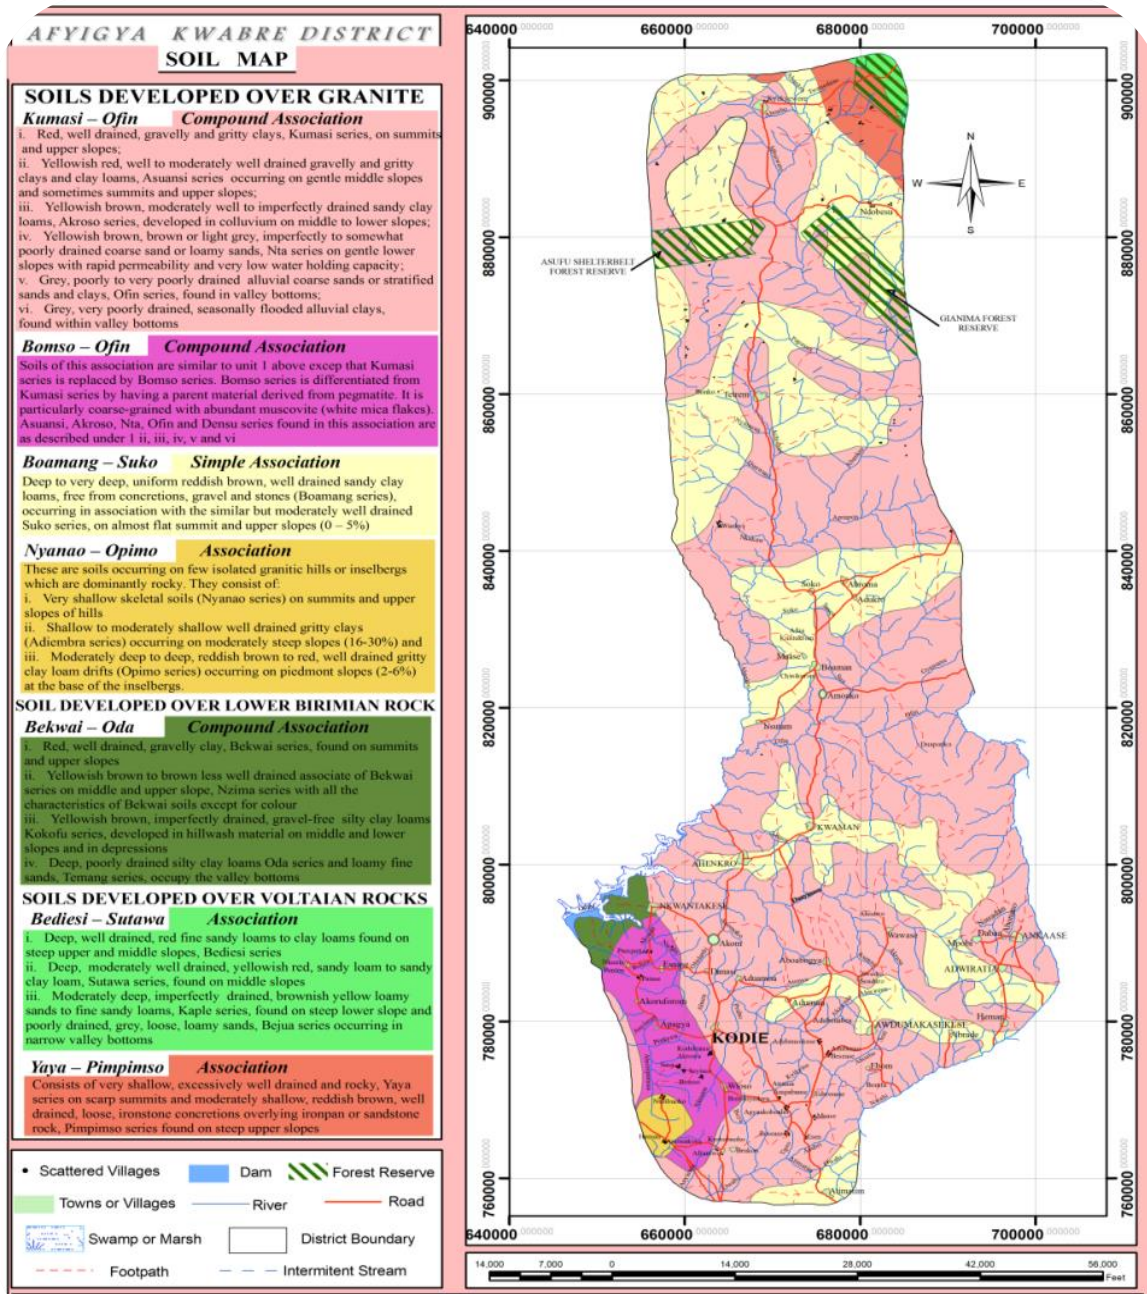 AFYIGYA KWABRE DISTRICT
SOIL MAP
SOILS DEVELOPED OVER GRANITE
Kumasi – Ofin Compound Association
i. Red, well drained, gravelly and gritty clays, Kumasi series, on summits
and upper slopes;
ii. Yellowish red, well to moderately well drained gravelly and gritty
clays and clay loams, Asuansi series occurring on gentle middle slopes
and sometimes summits and upper slopes;
iii. Yellowish brown, moderately well to imperfectly drained sandy clay
loams, Akroso series, developed in colluvium on middle to lower slopes;
iv. Yellowish brown, brown or light grey, imperfectly to somewhat
poorly drained coarse sand or loamy sands, Nta series on gentle lower
slopes with rapid permeability and very low water holding capacity;
v. Grey, poorly to very poorly drained alluvial coarse sands or stratified
sands and clays, Ofin series, found in valley bottoms;
vi. Grey, very poorly drained, seasonally flooded alluvial clays,
found within valley bottoms
Bomso – Ofin Compound Association
Soils of this association are similar to unit 1 above except that Kumasi
series is replaced by Bomso series. Bomso series is differentiated from
Kumasi series by having a parent material derived from pegmatite. It is
particularly coarse-grained with abundant muscovite (white mica flakes).
Asuansi, Akroso, Nta, Ofin and Densu series found in this association are
as described under 1 ii, iii, iv, v and vi
Boamang – Suko Simple Association
Deep to very deep, uniform reddish brown, well drained sandy clay
loams, free from concretions, gravel and stones (Boamang series),
occurring in association with the similar but moderately well drained
Suko series, on almost flat summit and upper slopes (0 – 5%)
Nyanao – Opimo Association
These are soils occurring on few isolated granitic hills or inselbergs
which are dominantly rocky. They consist of:
i. Very shallow skeletal soils (Nyanao series) on summits and upper
slopes of hills
ii. Shallow to moderately shallow well drained gritty clays
(Adiembra series) occurring on moderately steep slopes (16-30%) and
iii. Moderately deep to deep, reddish brown to red, well drained gritty
clay loam drifts (Opimo series) occurring on piedmont slopes (2-6%)
at the base of the inselbergs.
SOIL DEVELOPED OVER LOWER BIRIMIAN ROCK
Bekwai – Oda Compound Association
i. Red, well drained, gravelly clay, Bekwai series, found on summits
and upper slopes
ii. Yellowish brown to brown less well drained associate of Bekwai
series on middle and upper slope, Nzima series with all the
characteristics of Bekwai soils except for colour
iii. Yellowish brown, imperfectly drained, gravel-free silty clay loams
Kokofu series, developed in hillwash material on middle and lower
slopes and in depressions
iv. Deep, poorly drained silty clay loams Oda series and loamy fine
sands, Temang series, occupy the valley bottoms
SOILS DEVELOPED OVER VOLTAIAN ROCKS
Bediesi – Sutawa Association
i. Deep, well drained, red fine sandy loams to clay loams found on
steep upper and middle slopes, Bediesi series
ii. Deep, moderately well drained, yellowish red, sandy loam to sandy
clay loam, Sutawa series, found on middle slopes
iii. Moderately deep, imperfectly drained, brownish yellow loamy
sands to fine sandy loams, Kaple series, found on steep lower slope and
poorly drained, grey, loose, loamy sands, Bejua series occurring in
narrow valley bottoms
Yaya – Pimpimso Association
Consists of very shallow, excessively well drained and rocky, Yaya
series on scarp summits and moderately shallow, reddish brown, well
drained, loose, ironstone concretions overlying ironpan or sandstone
rock, Pimpimso series found on steep upper slopes
Scattered Villages Dam Forest Reserve
Towns or Villages River Road
Swamp or Marsh District Boundary
Footpath Intermitent Stream
640000.000000 660000.000000 680000.000000 700000.000000
900000.000000
880000.000000
860000.000000
840000.000000
820000.000000
800000.000000
780000.000000
760000.000000
N
W E
S
Ndobesu
ASUFU SHELTERBELT
FOREST RESERVE
GIANIMA FOREST
RESERVE
Tetrem
Soko
Boaman
Amonko
KWAMAN
AHENKRO
NKWANTAKESE
Akom
Wawase
ANKAASE
ADWIRATIA
Aduman
AWDUMAKASEKESE
Heman
KODIE
Ebom
640000.000000 660000.000000 680000.000000 700000.000000
14,000 7,000 0 14,000 28,000 42,000 56,000
Feet